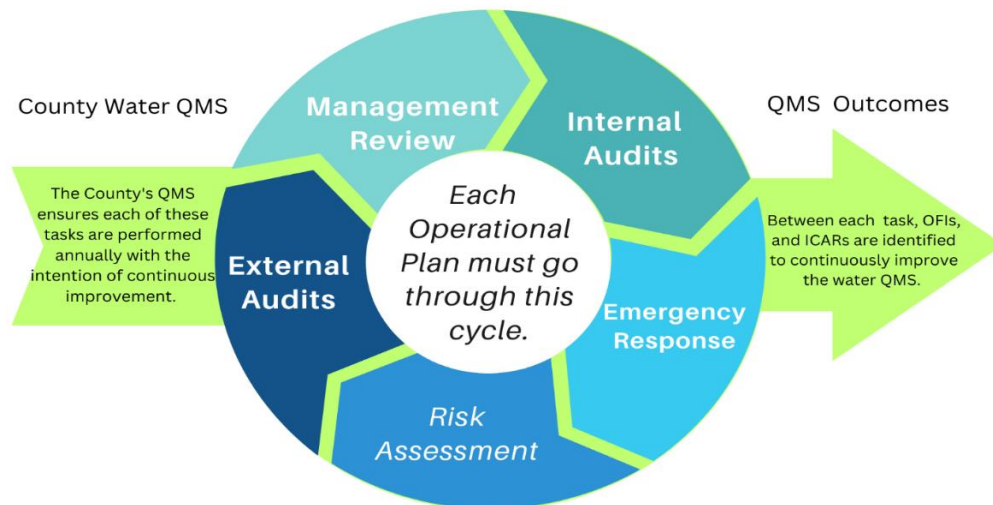 County Water QMS
The County's QMS
ensures each of these
tasks are performed
annually with the
intention of continuous
improvement.
Management
Review
Internal
Audits
Emergency
Response
Risk
Assessment
External
Audits
Each
Operational
Plan must go
through this
cycle.
QMS Outcomes
Between each task, OFIs,
and ICARs are identified
to continuously improve
the water QMS.